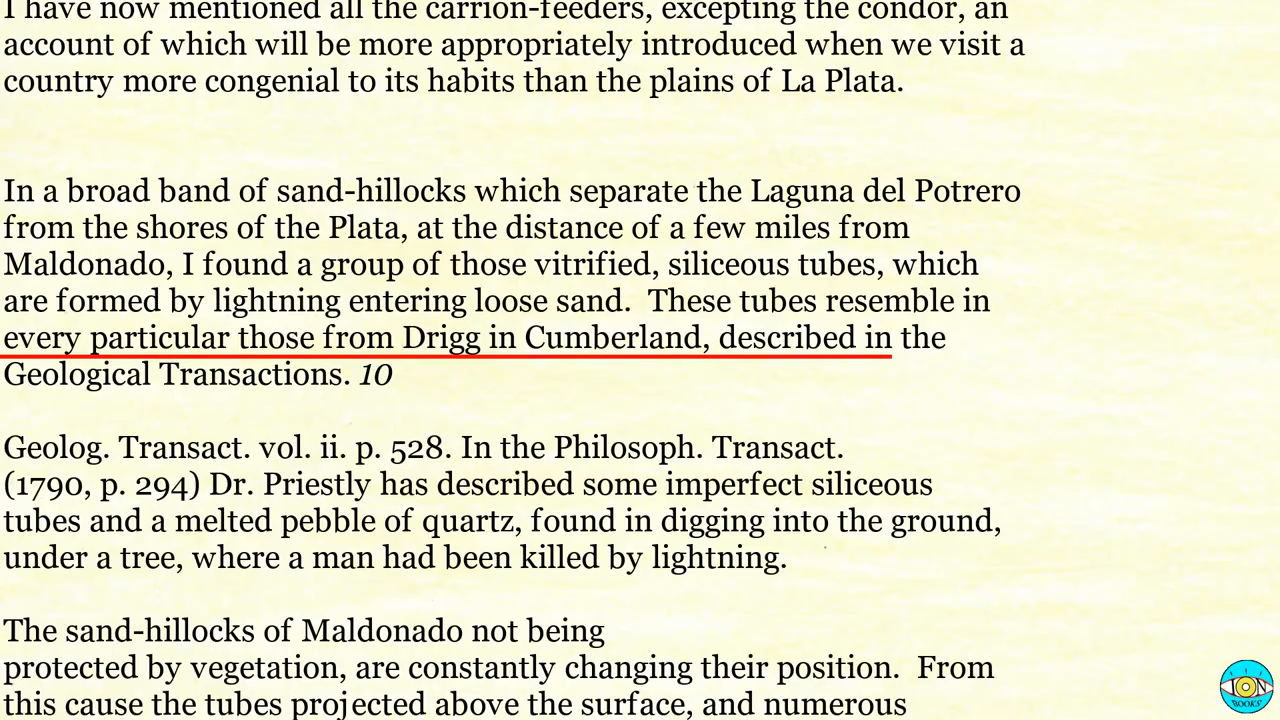 I have now mentioned all the carrion-feeders, excepting the condor, an
account of which will be more appropriately introduced when we visit a
country more congenial to its habits than the plains of La Plata.
In a broad band of sand-hillocks which separate the Laguna del Potrero
from the shores of the Plata, at the distance of a few miles from
Maldonado, I found a group of those vitrified, siliceous tubes, which
are formed by lightning entering loose sand.  These tubes resemble in
every particular those from Drigg in Cumberland, described in the
Geological Transactions. 10
Geolog. Transact. vol. ii. p. 528. In the Philosoph. Transact.
(1790, p. 294) Dr. Priestly has described some imperfect siliceous
tubes and a melted pebble of quartz, found in digging into the ground,
under a tree, where a man had been killed by lightning.
The sand-hillocks of Maldonado not being
protected by vegetation, are constantly changing their position.  From
this cause the tubes projected above the surface, and numerous
ION
BOOKS